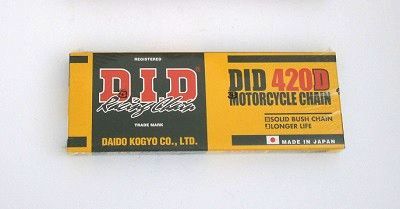 REGISTERED
D.I.D
Racing Chain
TRADE MARK
DAIDO KOGYO CO., LTD.
DID 420D
MOTORCYCLE CHAIN
SOLID BUSH CHAIN
LONGER LIFE
MADE IN JAPAN